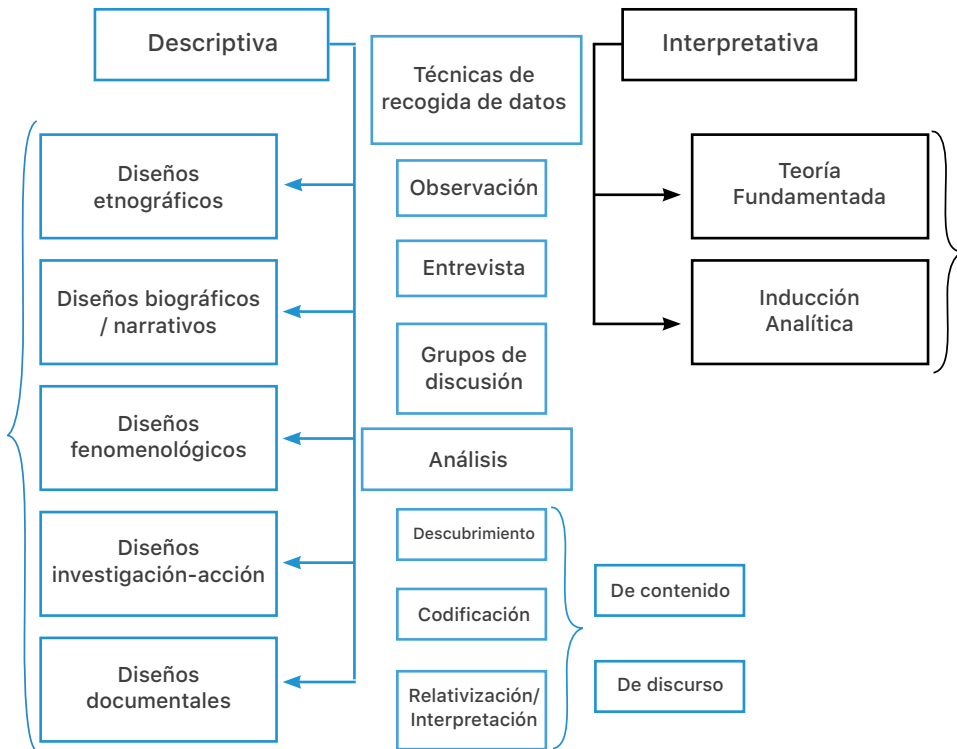 Descriptiva
Diseños
etnográficos
Diseños biográficos
/ narrativos
Diseños
fenomenológicos
Diseños
investigación-acción
Diseños
documentales
Técnicas de
recogida de datos
Observación
Entrevista
Grupos de
discusión
Análisis
Descubrimiento
Codificación
Relativización/
Interpretación
De contenido
De discurso
Interpretativa
Teoría
Fundamentada
Inducción
Analítica